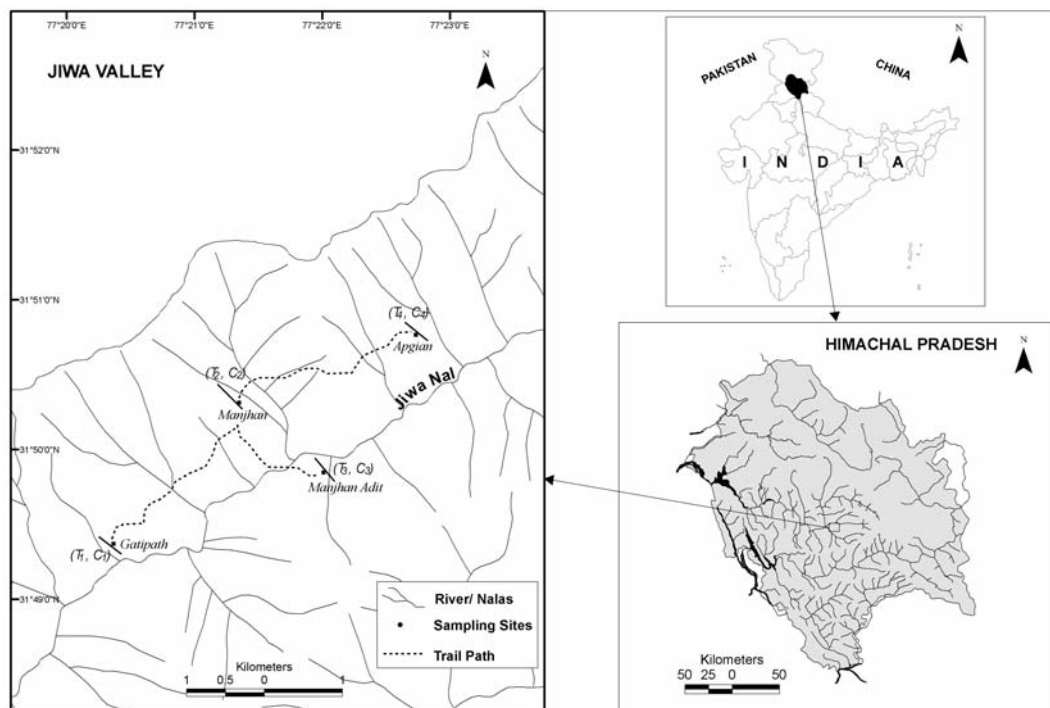 77°20'0"E 77°21'0"E 77°22'0"E 77°23'0"E
JIWA VALLEY
N
31°52'0"N
31°51'0"N
31°50'0"N
31°49'0"N
(T4, C4)
Apgian
(T2, C2)
Manjhan
Jiwa Nal
(T3, C3)
Manjhan Adit
(T1, C1)
Gatipath
River/ Nalas
Sampling Sites
Trail Path
Kilometers
1 0.5 0 1
N
PAKISTAN
CHINA
I N D I A
HIMACHAL PRADESH
N
Kilometers
50 25 0 50